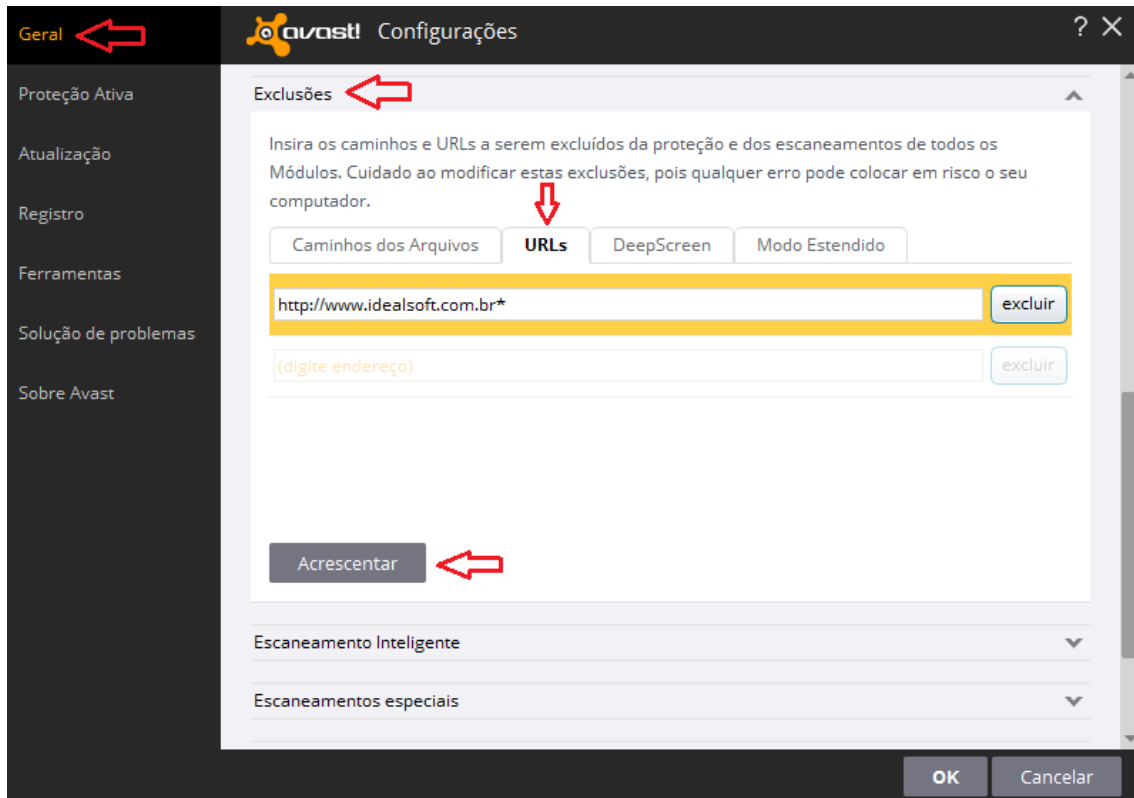 Geral
avast! Configurações
?
Proteção Ativa
Atualização
Registro
Ferramentas
Solução de problemas
Sobre Avast
Exclusões
Insira os caminhos e URLs a serem excluídos da proteção e dos escaneamentos de todos os
Módulos. Cuidado ao modificar estas exclusões, pois qualquer erro pode colocar em risco o seu
computador.
Caminhos dos Arquivos URLs DeepScreen Modo Estendido
http://www.idealsoft.com.br* excluir
(digite endereço) excluir
Acrescentar
Escaneamento Inteligente
Escaneamentos especiais
OK Cancelar